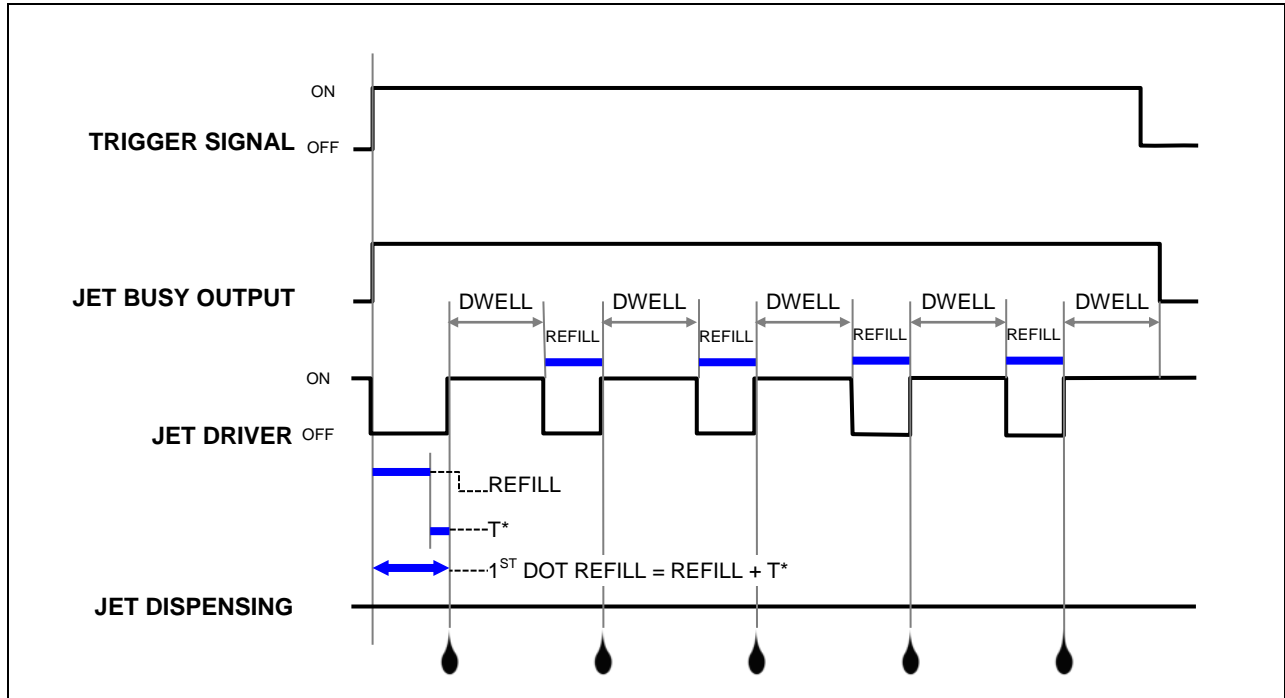 ON
TRIGGER SIGNAL OFF
JET BUSY OUTPUT
DWELL DWELL DWELL DWELL DWELL
REFILL REFILL REFILL REFILL
ON
JET DRIVER OFF
REFILL
T*
1ST DOT REFILL = REFILL + T*
JET DISPENSING